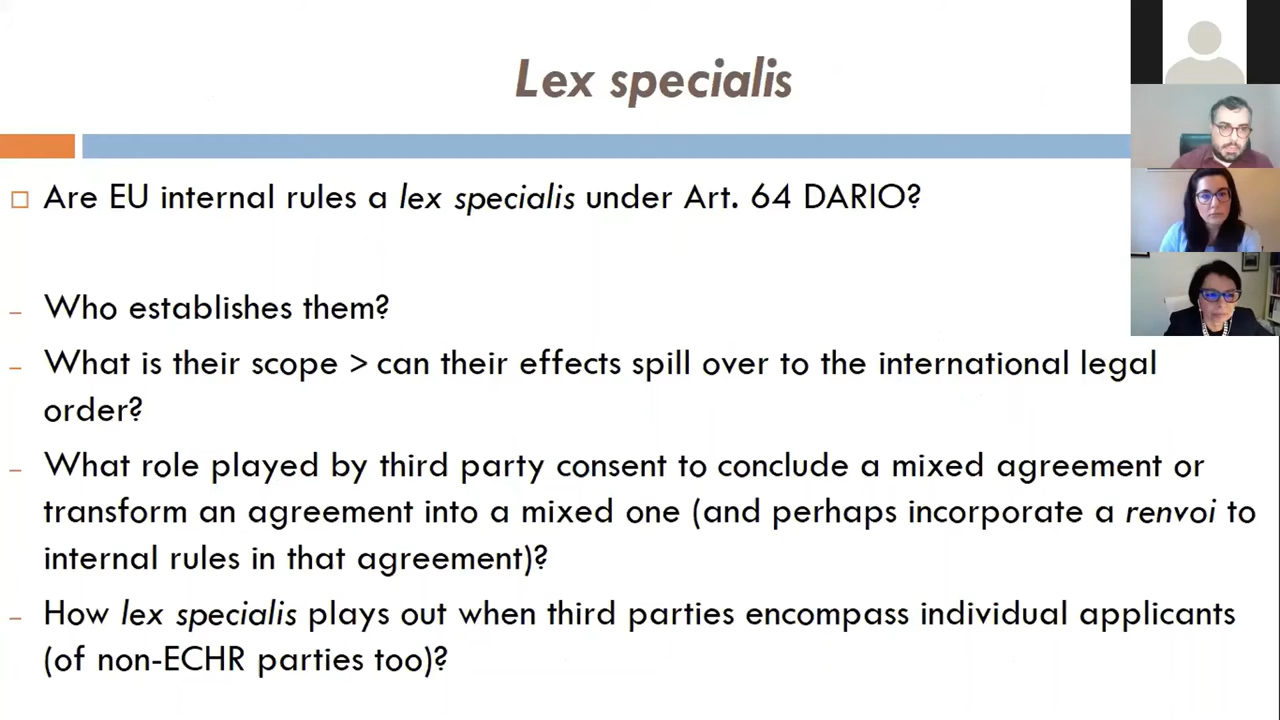 Lex specialis
Are EU internal rules a lex specialis under Art. 64 DARIO?
– Who establishes them?
– What is their scope > can their effects spill over to the international legal
order?
– What role played by third party consent to conclude a mixed agreement or
transform an agreement into a mixed one (and perhaps incorporate a renvoi to
internal rules in that agreement)?
– How lex specialis plays out when third parties encompass individual applicants
(of non-ECHR parties too)?